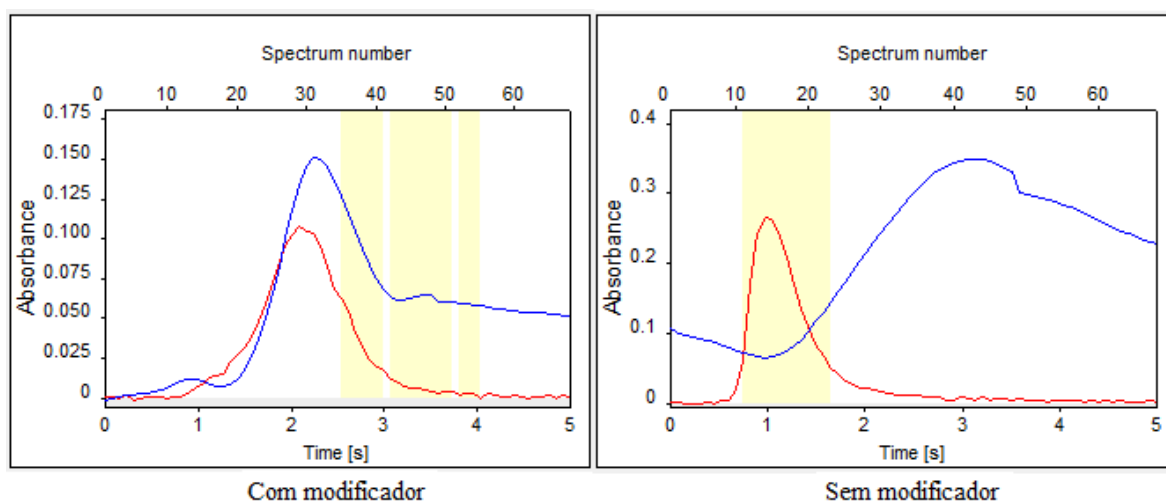 Spectrum number
0 10 20 30 40 50 60
0.175
0.150
0.125
0.100
0.075
0.050
0.025
0
Absorbance
0 1 2 3 4 5
Time [s]
Com modificador
Spectrum number
0 10 20 30 40 50 60
0.4
0.3
0.2
0.1
0
Absorbance
0 1 2 3 4 5
Time [s]
Sem modificador